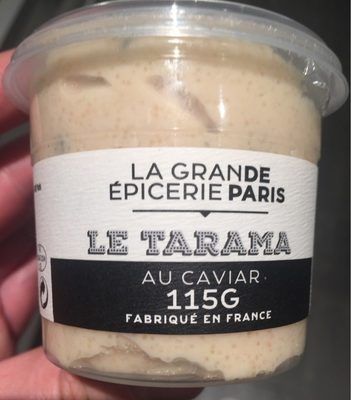 LA GRANDE
ÉPICERIE PARIS
LE TARAMA
AU CAVIAR
115G
FABRIQUÉ EN FRANCE